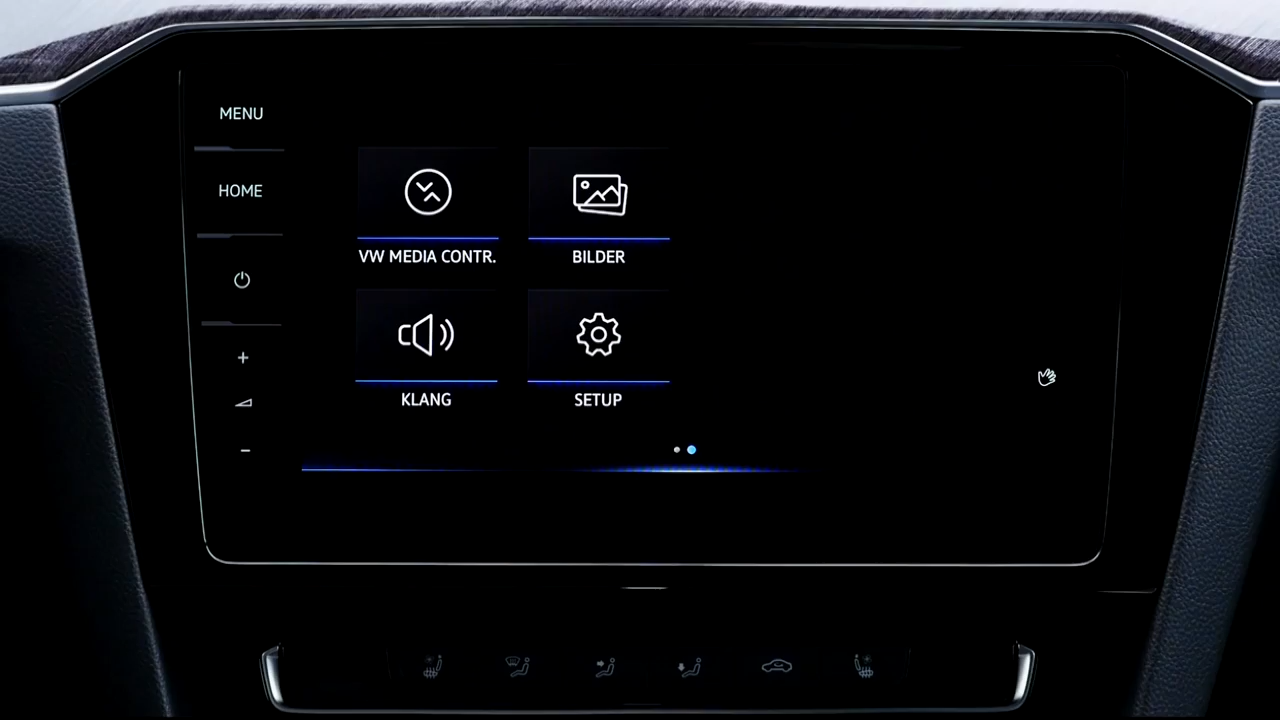 MENU
HOME
VW MEDIA CONTR.
BILDER
KLANG
SETUP